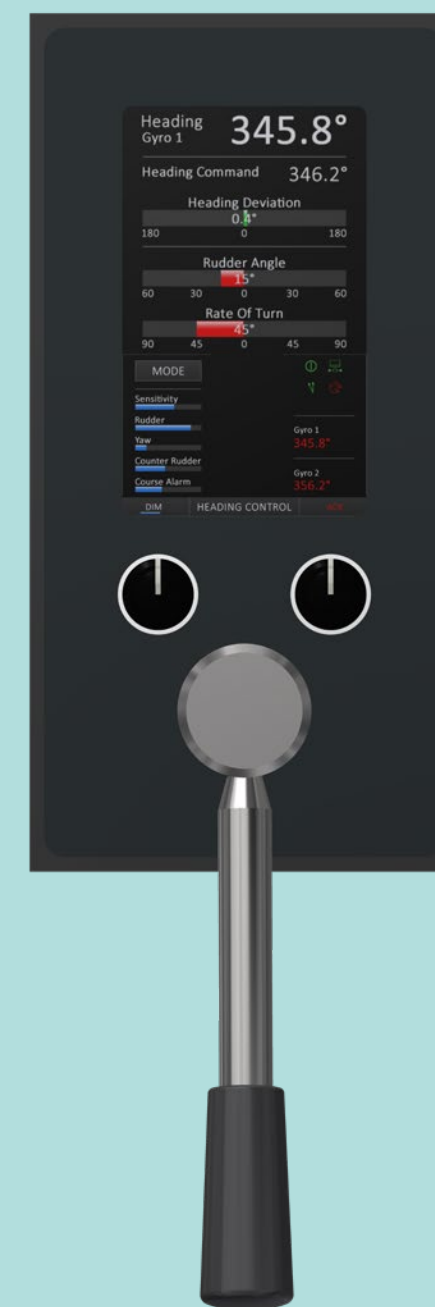 Heading
Gyro 1
345.8°
Heading Command 346.2°
Heading Deviation
0.4°
180 0 180
Rudder Angle
15°
60 30 0 30 60
Rate Of Turn
45°
90 45 0 45 90
MODE
Sensitivity
Rudder
Yaw
Counter Rudder
Course Alarm
Gyro 1
345.8°
Gyro 2
356.2°
DIM HEADING CONTROL